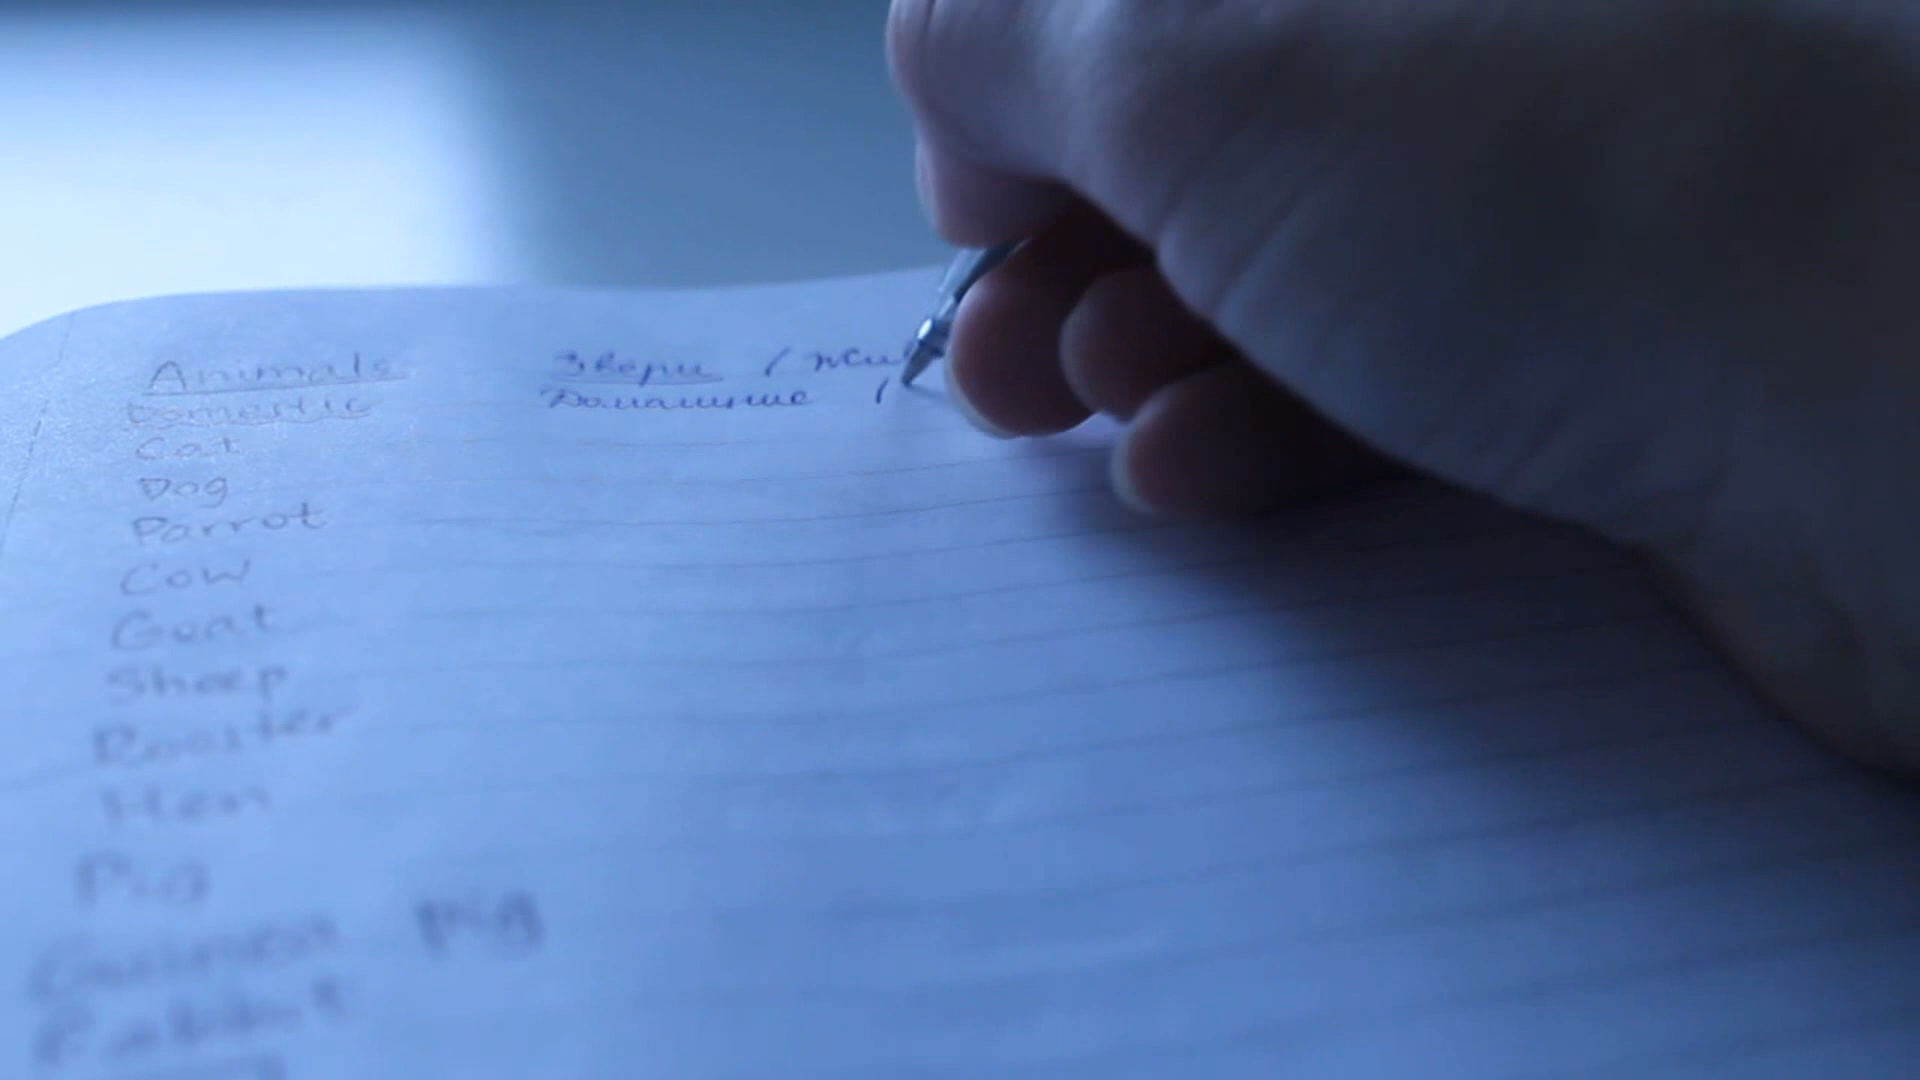 Animals Звери (Жи
Domestic Домашние (
Cat
Dog
Parrot
Cow
Goat
Sheep
Rooster
Hen
Pig
Guinea pig
Rabbit